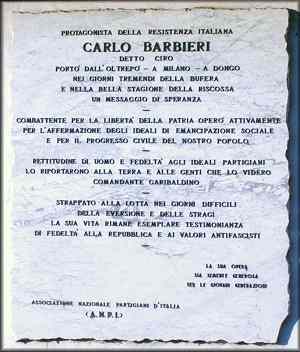 PROTAGONISTA DELLA RESISTENZA ITALIANA
CARLO BARBIERI
DETTO CIRO
PORTÒ DALL'OLTREPÒ - A MILANO - A DONGO
NEI GIORNI TREMENDI DELLA BUFERA
E NELLA BELLA STAGIONE DELLA RISCOSSA
UN MESSAGGIO DI SPERANZA
COMBATTENTE PER LA LIBERTÀ DELLA PATRIA OPERÒ ATTIVAMENTE
PER L'AFFERMAZIONE DEGLI IDEALI DI EMANCIPAZIONE SOCIALE
E PER IL PROGRESSO CIVILE DEL NOSTRO POPOLO
RETTITUDINE DI UOMO E FEDELTÀ AGLI IDEALI PARTIGIANI
LO RIPORTARONO ALLA TERRA E ALLE GENTI CHE LO VIDERO
COMANDANTE GARIBALDINO
STRAPPATO ALLA LOTTA NEI GIORNI DIFFICILI
DELLA EVERSIONE E DELLE STRAGI
LA SUA VITA RIMANE ESEMPLARE TESTIMONIANZA
DI FEDELTÀ ALLA REPUBBLICA E AI VALORI ANTIFASCISTI
LA SUA OPERA
SIA SEMENTE GENEROSA
PER LE GIOVANI GENERAZIONI
ASSOCIAZIONE NAZIONALE PARTIGIANI D'ITALIA
(A.N.P.I.)